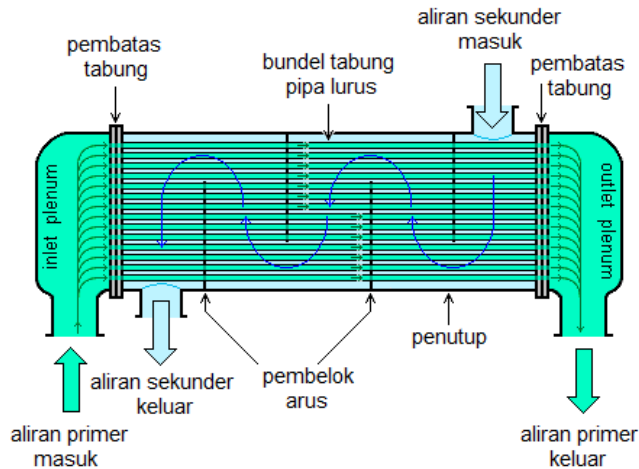 aliran sekunder
masuk
pembatas
tabung
bundel tabung
pipa lurus
pembatas
tabung
inlet plenum
outlet plenum
penutup
aliran sekunder
keluar
pembelok
arus
aliran primer
masuk
aliran primer
keluar